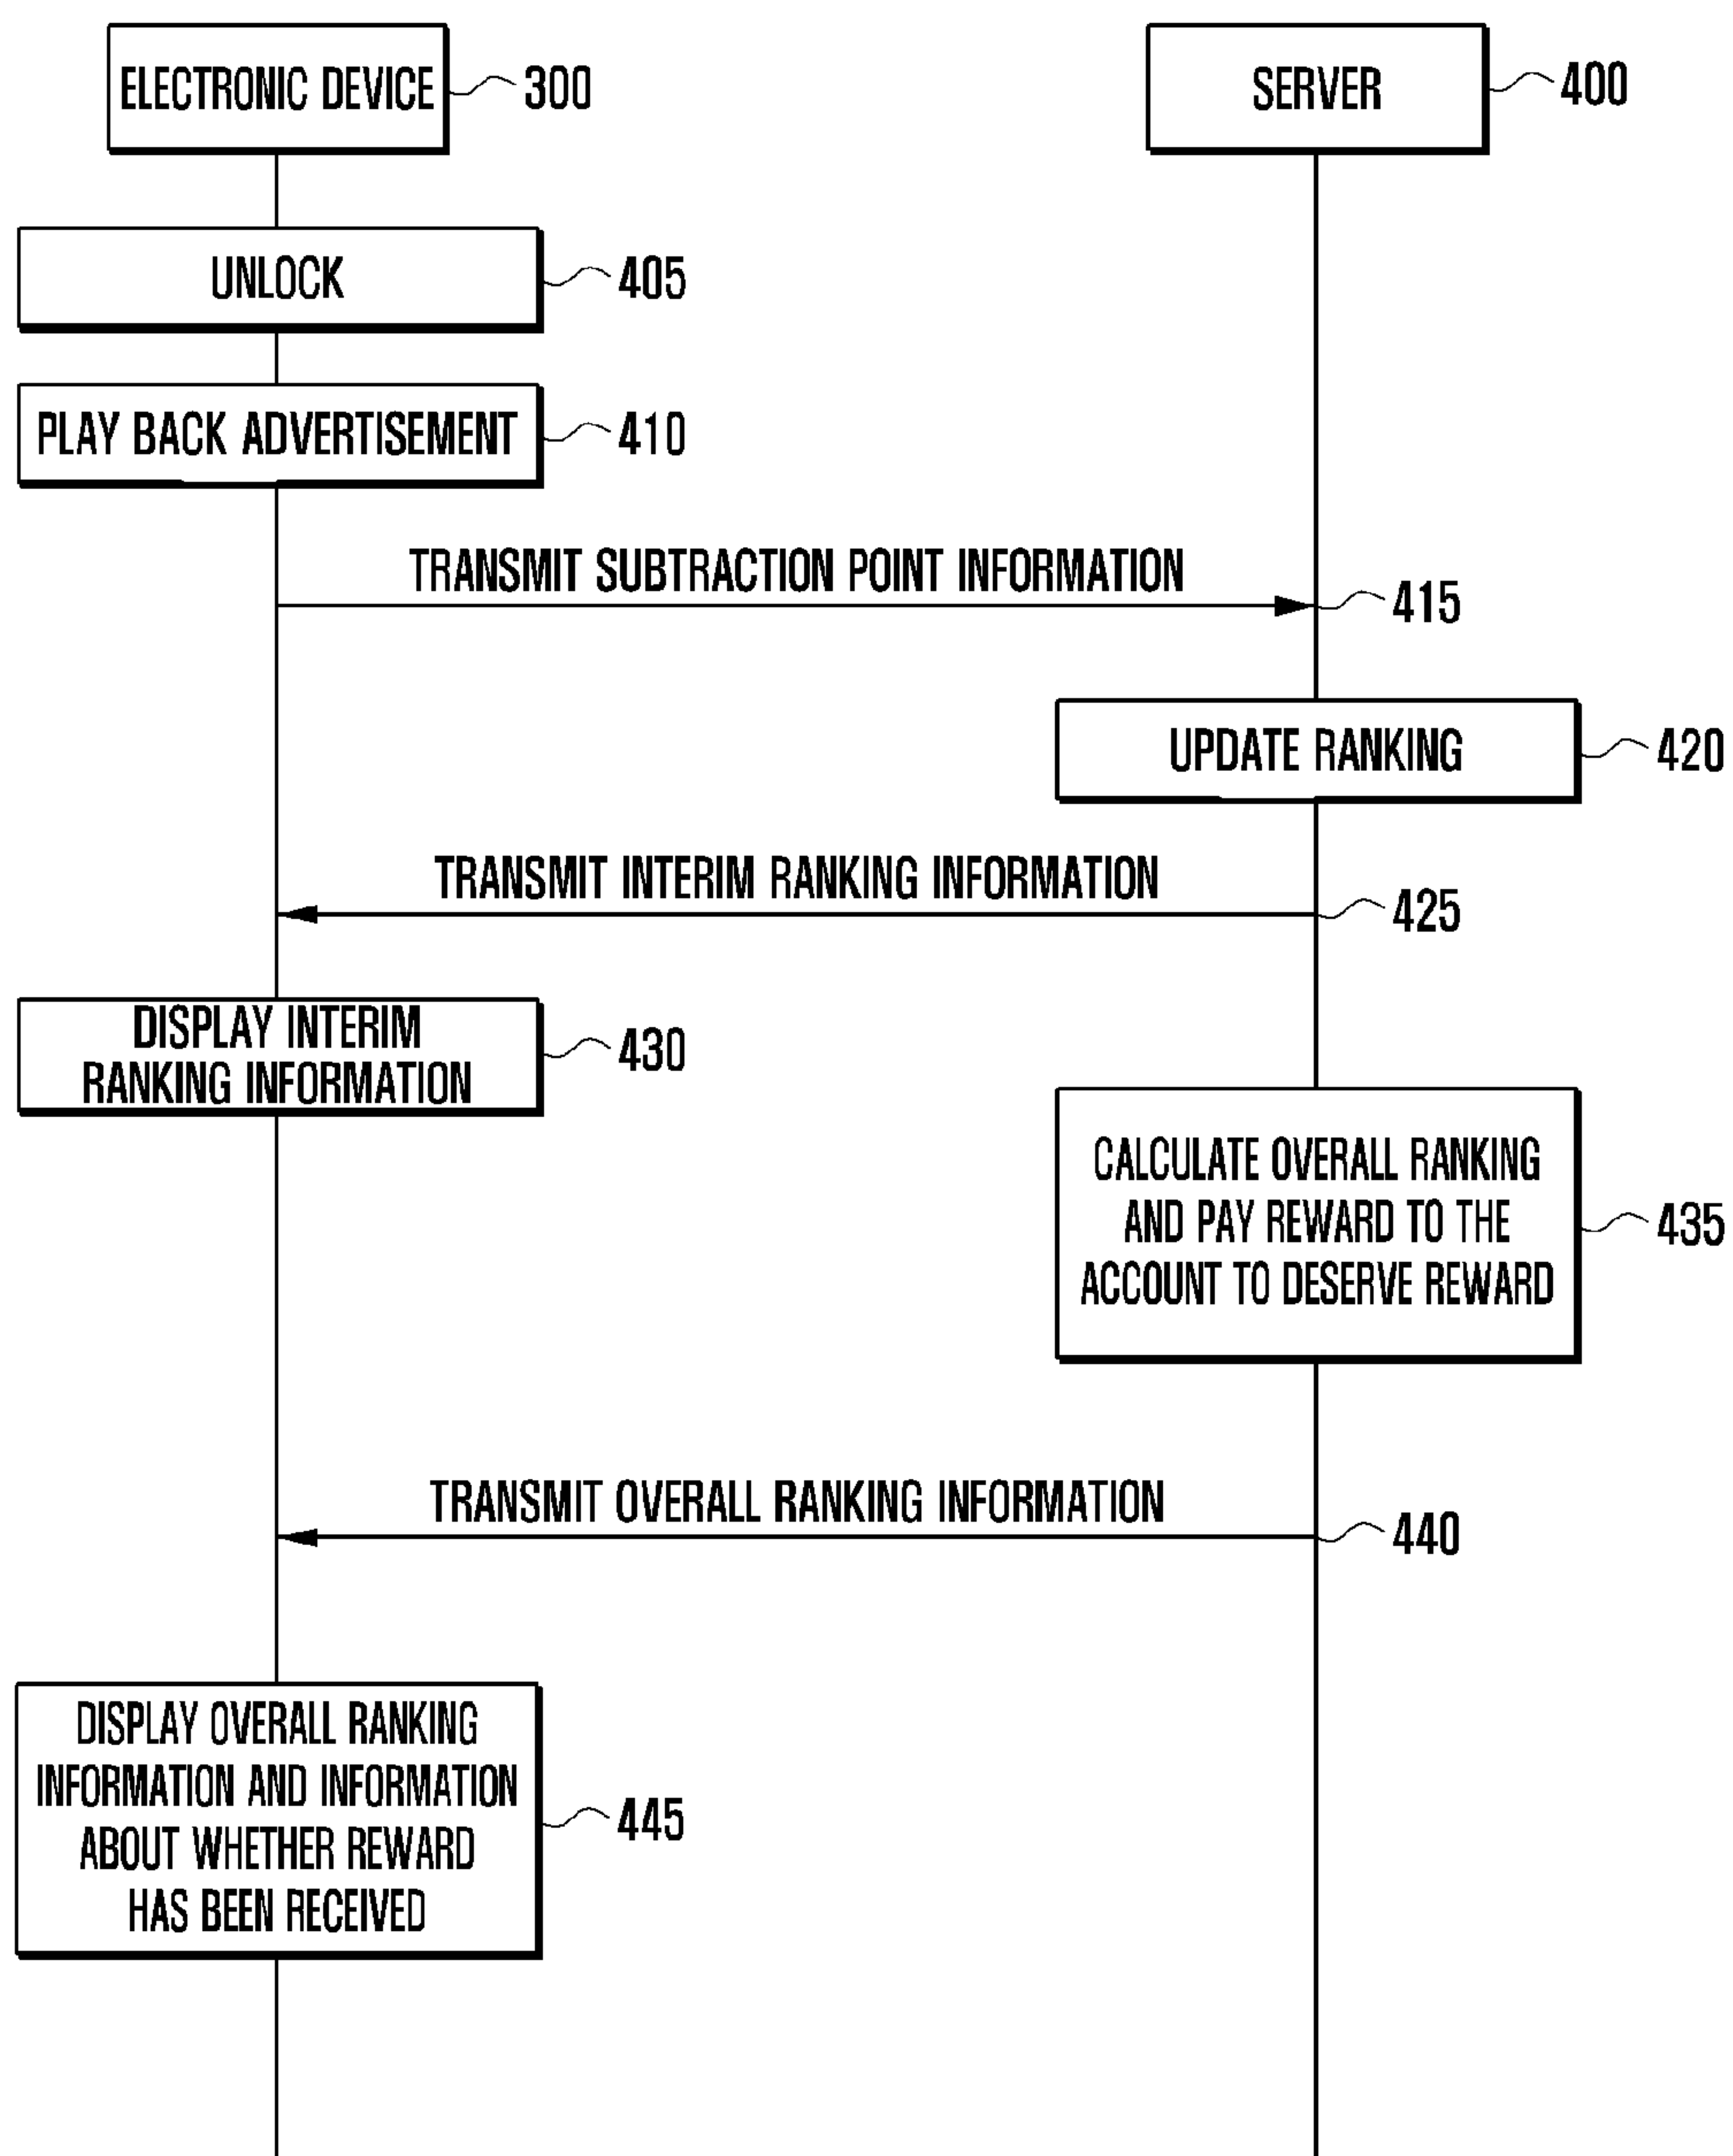 ELECTRONIC DEVICE
300
SERVER
400
UNLOCK
405
PLAY BACK ADVERTISEMENT
410
TRANSMIT SUBTRACTION POINT INFORMATION
415
UPDATE RANKING
420
TRANSMIT INTERIM RANKING INFORMATION
425
DISPLAY INTERIM
RANKING INFORMATION
430
CALCULATE OVERALL RANKING
AND PAY REWARD TO THE
ACCOUNT TO DESERVE REWARD
435
TRANSMIT OVERALL RANKING INFORMATION
440
DISPLAY OVERALL RANKING
INFORMATION AND INFORMATION
ABOUT WHETHER REWARD
HAS BEEN RECEIVED
445